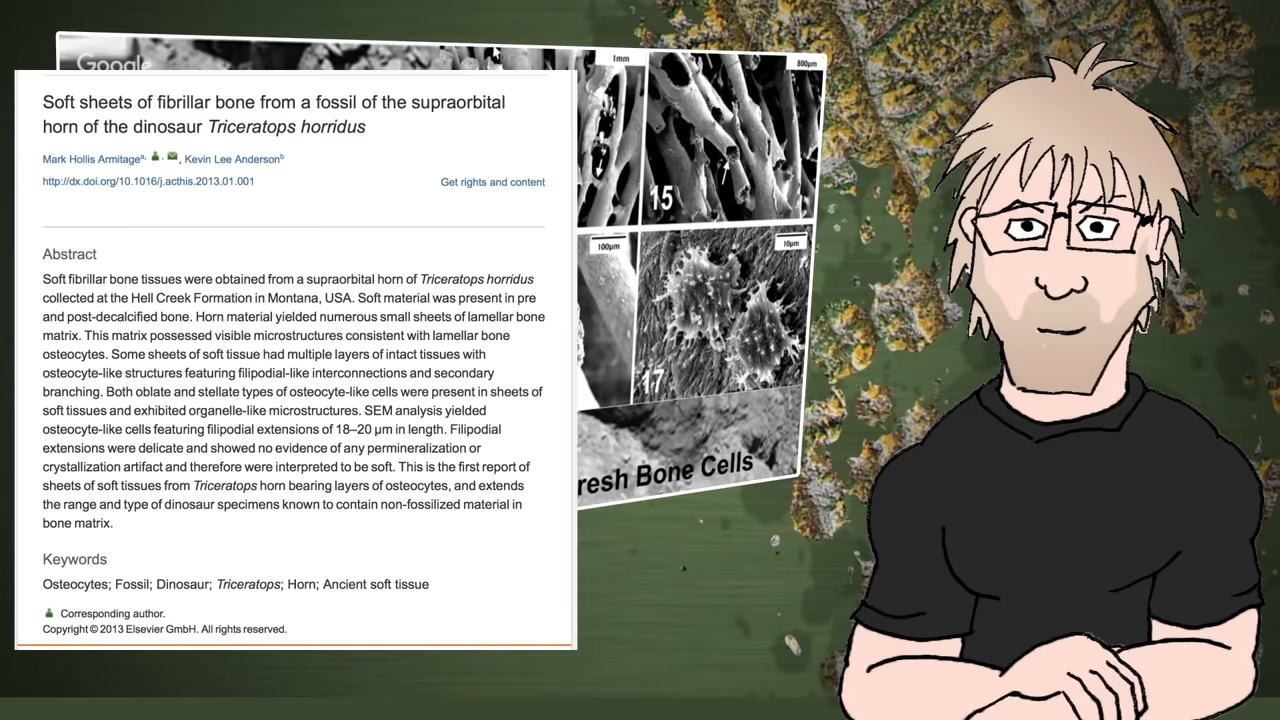 Google
1mm
800µm
Soft sheets of fibrillar bone from a fossil of the supraorbital
horn of the dinosaur Triceratops horridus
Mark Hollis Armitageᵃ, , Kevin Lee Andersonᵇ
http://dx.doi.org/10.1016/j.acthis.2013.01.001
Get rights and content
15
Abstract
Soft fibrillar bone tissues were obtained from a supraorbital horn of Triceratops horridus
collected at the Hell Creek Formation in Montana, USA. Soft material was present in pre
and post-decalcified bone. Horn material yielded numerous small sheets of lamellar bone
matrix. This matrix possessed visible microstructures consistent with lamellar bone
osteocytes. Some sheets of soft tissue had multiple layers of intact tissues with
osteocyte-like structures featuring filipodial-like interconnections and secondary
branching. Both oblate and stellate types of osteocyte-like cells were present in sheets of
soft tissues and exhibited organelle-like microstructures. SEM analysis yielded
osteocyte-like cells featuring filipodial extensions of 18–20 µm in length. Filipodial
extensions were delicate and showed no evidence of any permineralization or
crystallization artifact and therefore were interpreted to be soft. This is the first report of
sheets of soft tissues from Triceratops horn bearing layers of osteocytes, and extends
the range and type of dinosaur specimens known to contain non-fossilized material in
bone matrix.
100µm
10µm
17
resh Bone Cells
Keywords
Osteocytes; Fossil; Dinosaur; Triceratops; Horn; Ancient soft tissue
Corresponding author.
Copyright © 2013 Elsevier GmbH. All rights reserved.